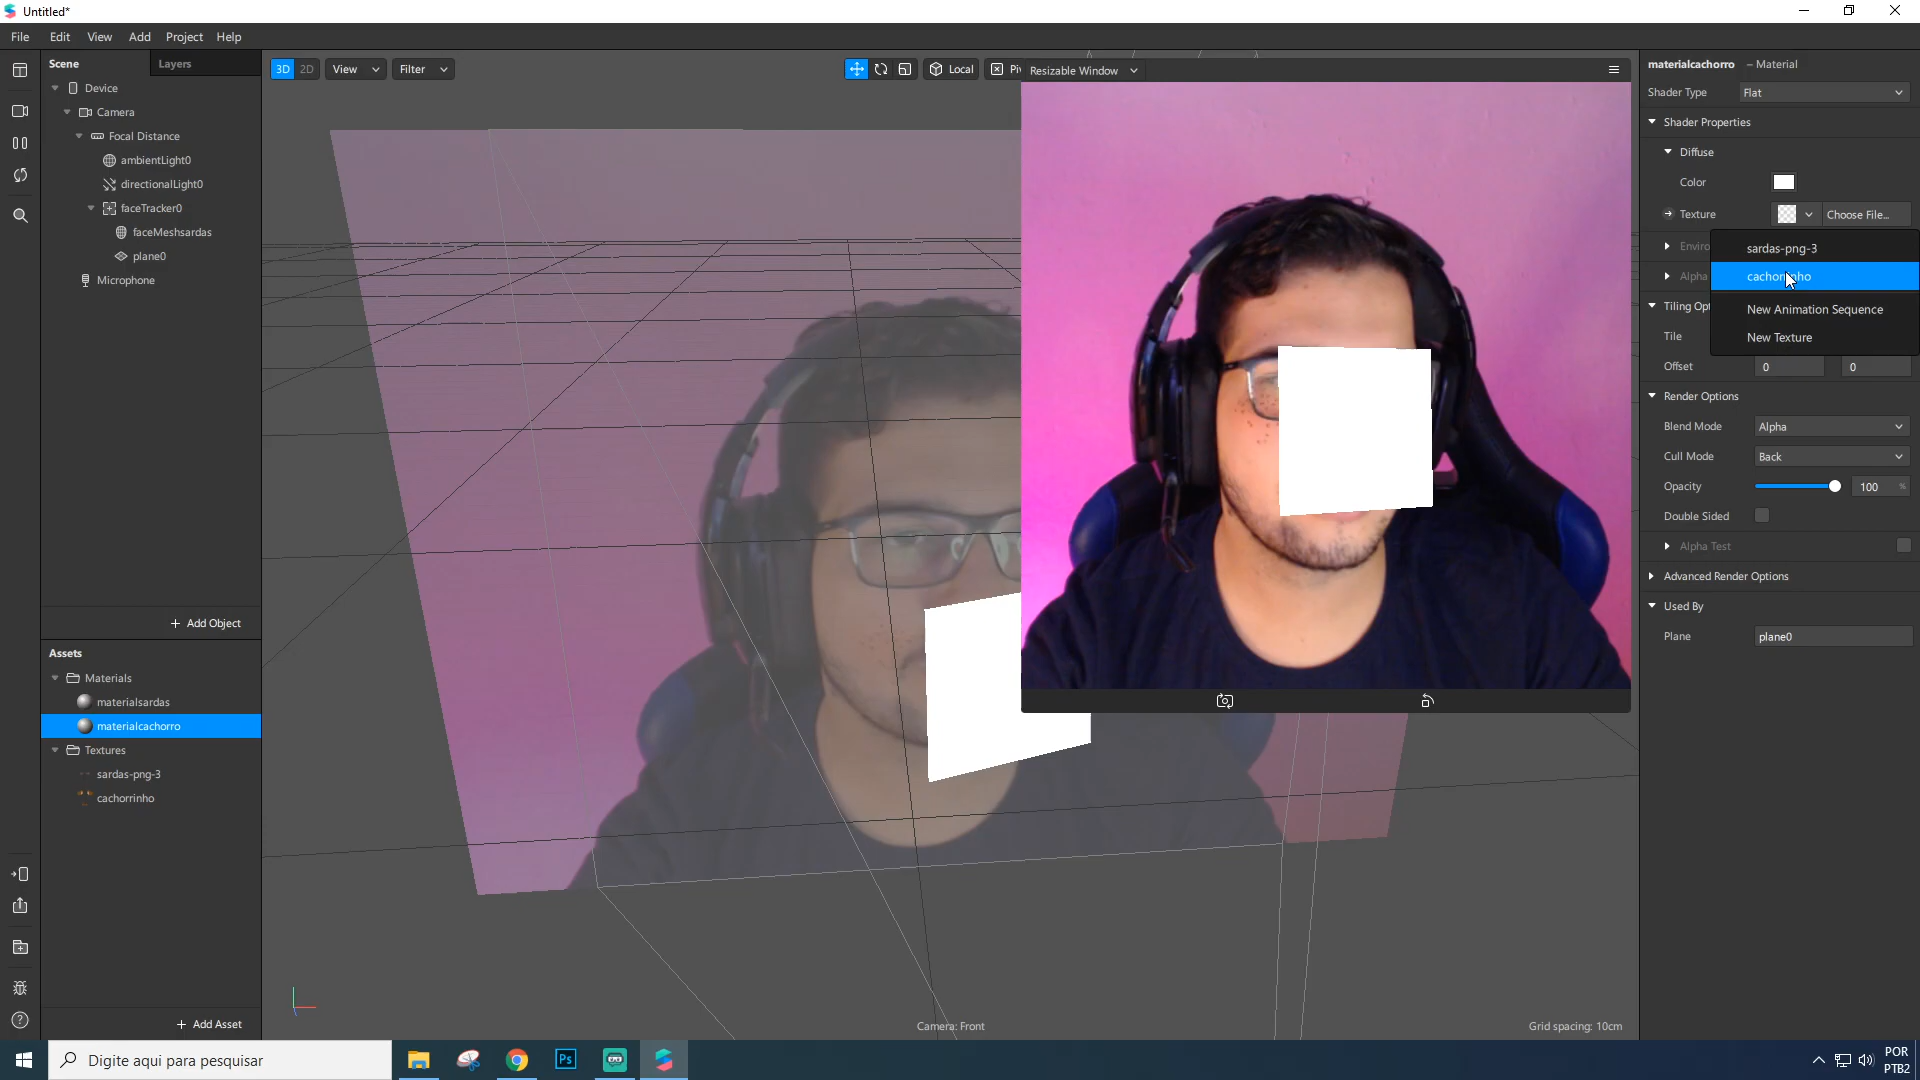 Untitled*
File Edit View Add Project Help
Scene Layers
Device
Camera
Focal Distance
ambientLight0
directionalLight0
faceTracker0
faceMeshsardas
plane0
Microphone
+ Add Object
Assets
Materials
materialsardas
materialcachorro
Textures
sardas-png-3
cachorrinho
+ Add Asset
3D 2D View Filter
Local
Resizable Window
Camera: Front
Grid spacing: 10cm
materialcachorro – Material
Shader Type Flat
Shader Properties
Diffuse
Color
Texture Choose File...
sardas-png-3
cachorrinho
New Animation Sequence
New Texture
Tile
Offset 0 0
Render Options
Blend Mode Alpha
Cull Mode Back
Opacity 100 %
Double Sided
Alpha Test
Advanced Render Options
Used By
Plane plane0
Digite aqui para pesquisar
Ps
POR
PTB2